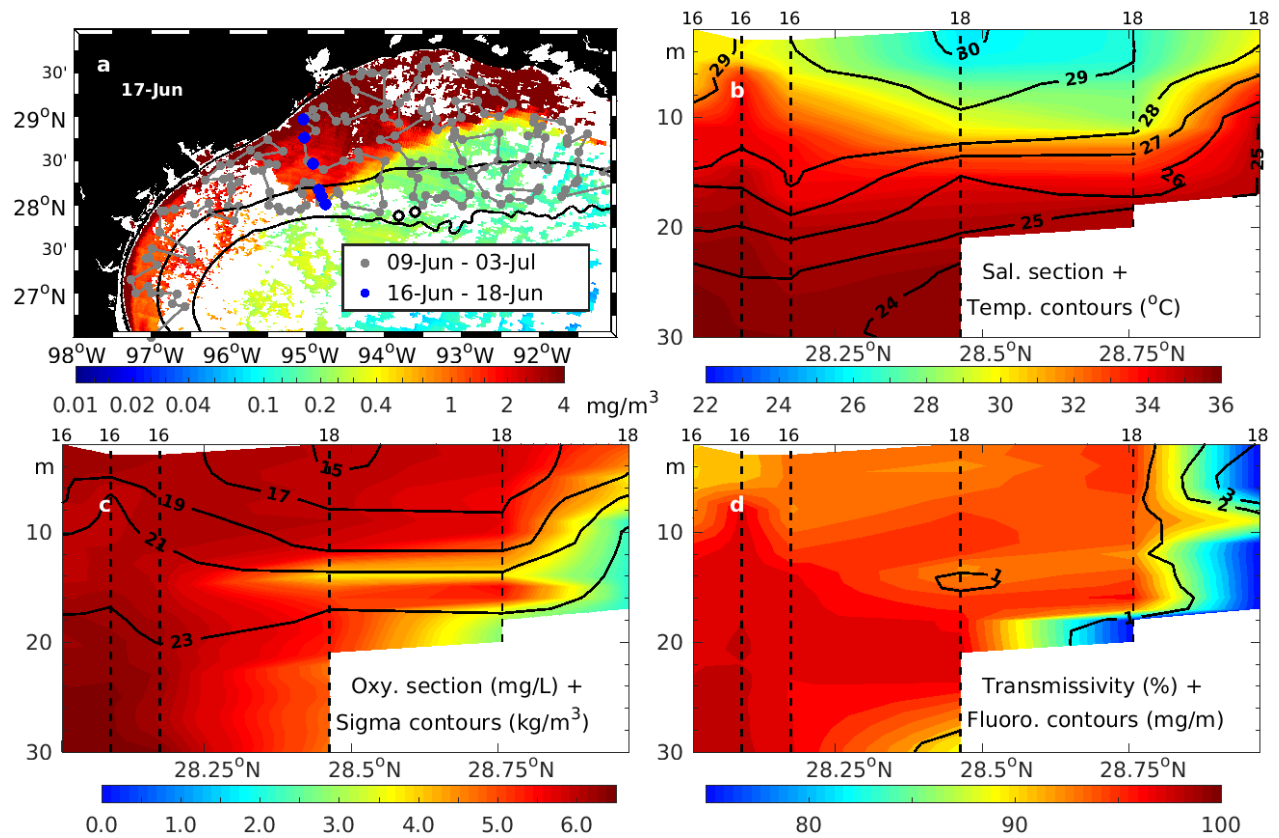 16 16 16 18 18 18
a
17-Jun
30'
29°N
30'
28°N
30'
27°N
09-Jun - 03-Jul
16-Jun - 18-Jun
98°W 97°W 96°W 95°W 94°W 93°W 92°W
0.01 0.02 0.04 0.1 0.2 0.4 1 2 4 mg/m³
m
10
20
30
b
29 30 29 28 27 26 25 25 24
Sal. section +
Temp. contours (°C)
28.25°N 28.5°N 28.75°N
22 24 26 28 30 32 34 36
16 16 16 18 18 18
m
10
20
30
c
15 17 19 21 23
Oxy. section (mg/L) +
Sigma contours (kg/m³)
28.25°N 28.5°N 28.75°N
0.0 1.0 2.0 3.0 4.0 5.0 6.0
16 16 16 18 18 18
m
10
20
30
d
3 2 1 1
Transmissivity (%) +
Fluoro. contours (mg/m)
28.25°N 28.5°N 28.75°N
80 90 100